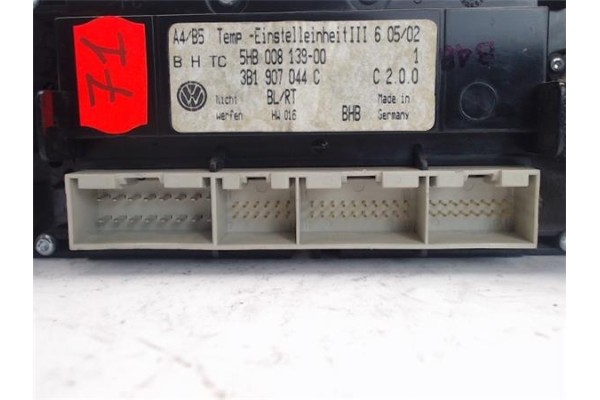 71
A4/B5 Temp.-EinstelleinheitIII 6 05/02
B H TC 5HB 008 139-00 1
3B1 907 044 C C 2.0.0
Nicht BL/RT Made in
werfen HW 016 BHB Germany